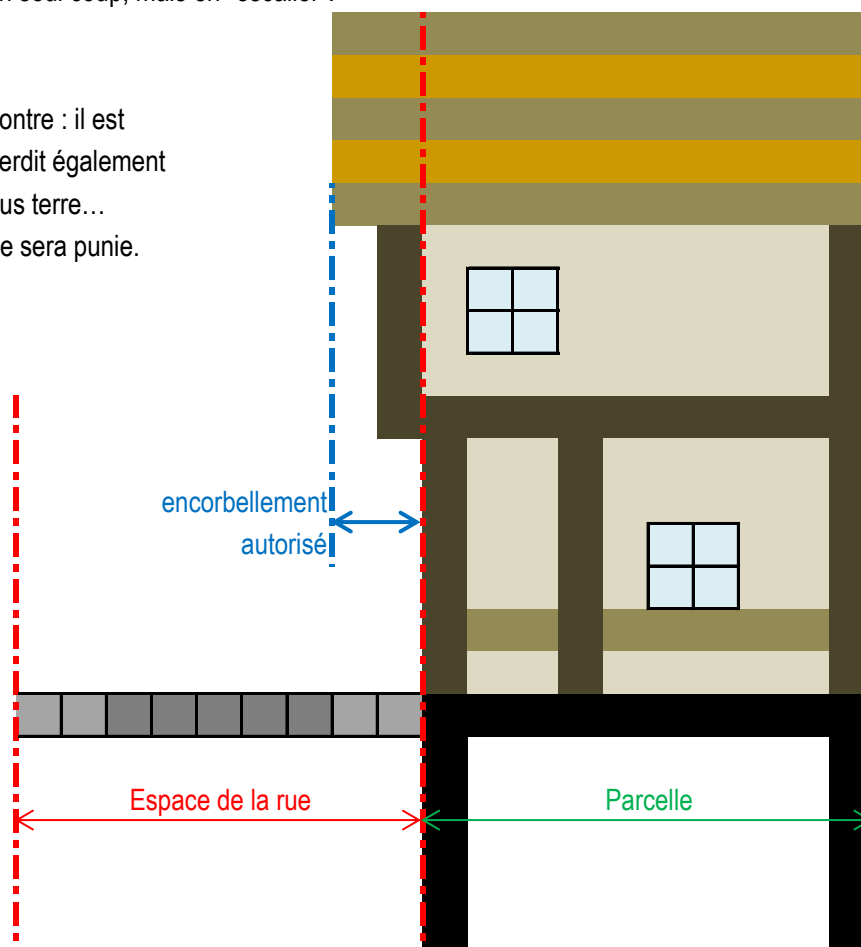 ontre : il est
erdit également
us terre…
e sera punie.
encorbellement
autorisé
Espace de la rue
Parcelle